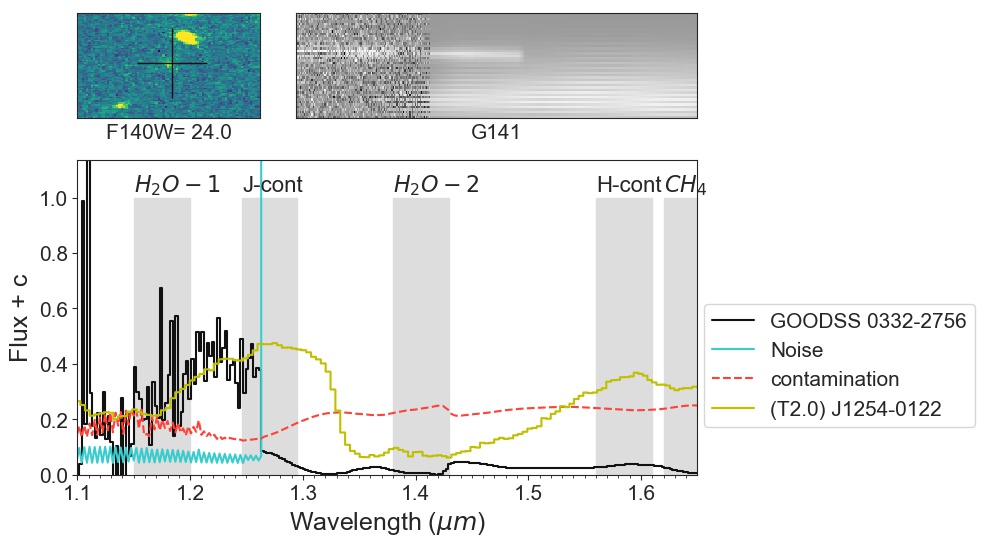 F140W= 24.0
G141
H₂O − 1
J-cont
H₂O − 2
H-cont
CH₄
Flux + c
1.0
0.8
0.6
0.4
0.2
0.0
1.1
1.2
1.3
1.4
1.5
1.6
Wavelength (μm)
GOODSS 0332-2756
Noise
contamination
(T2.0) J1254-0122